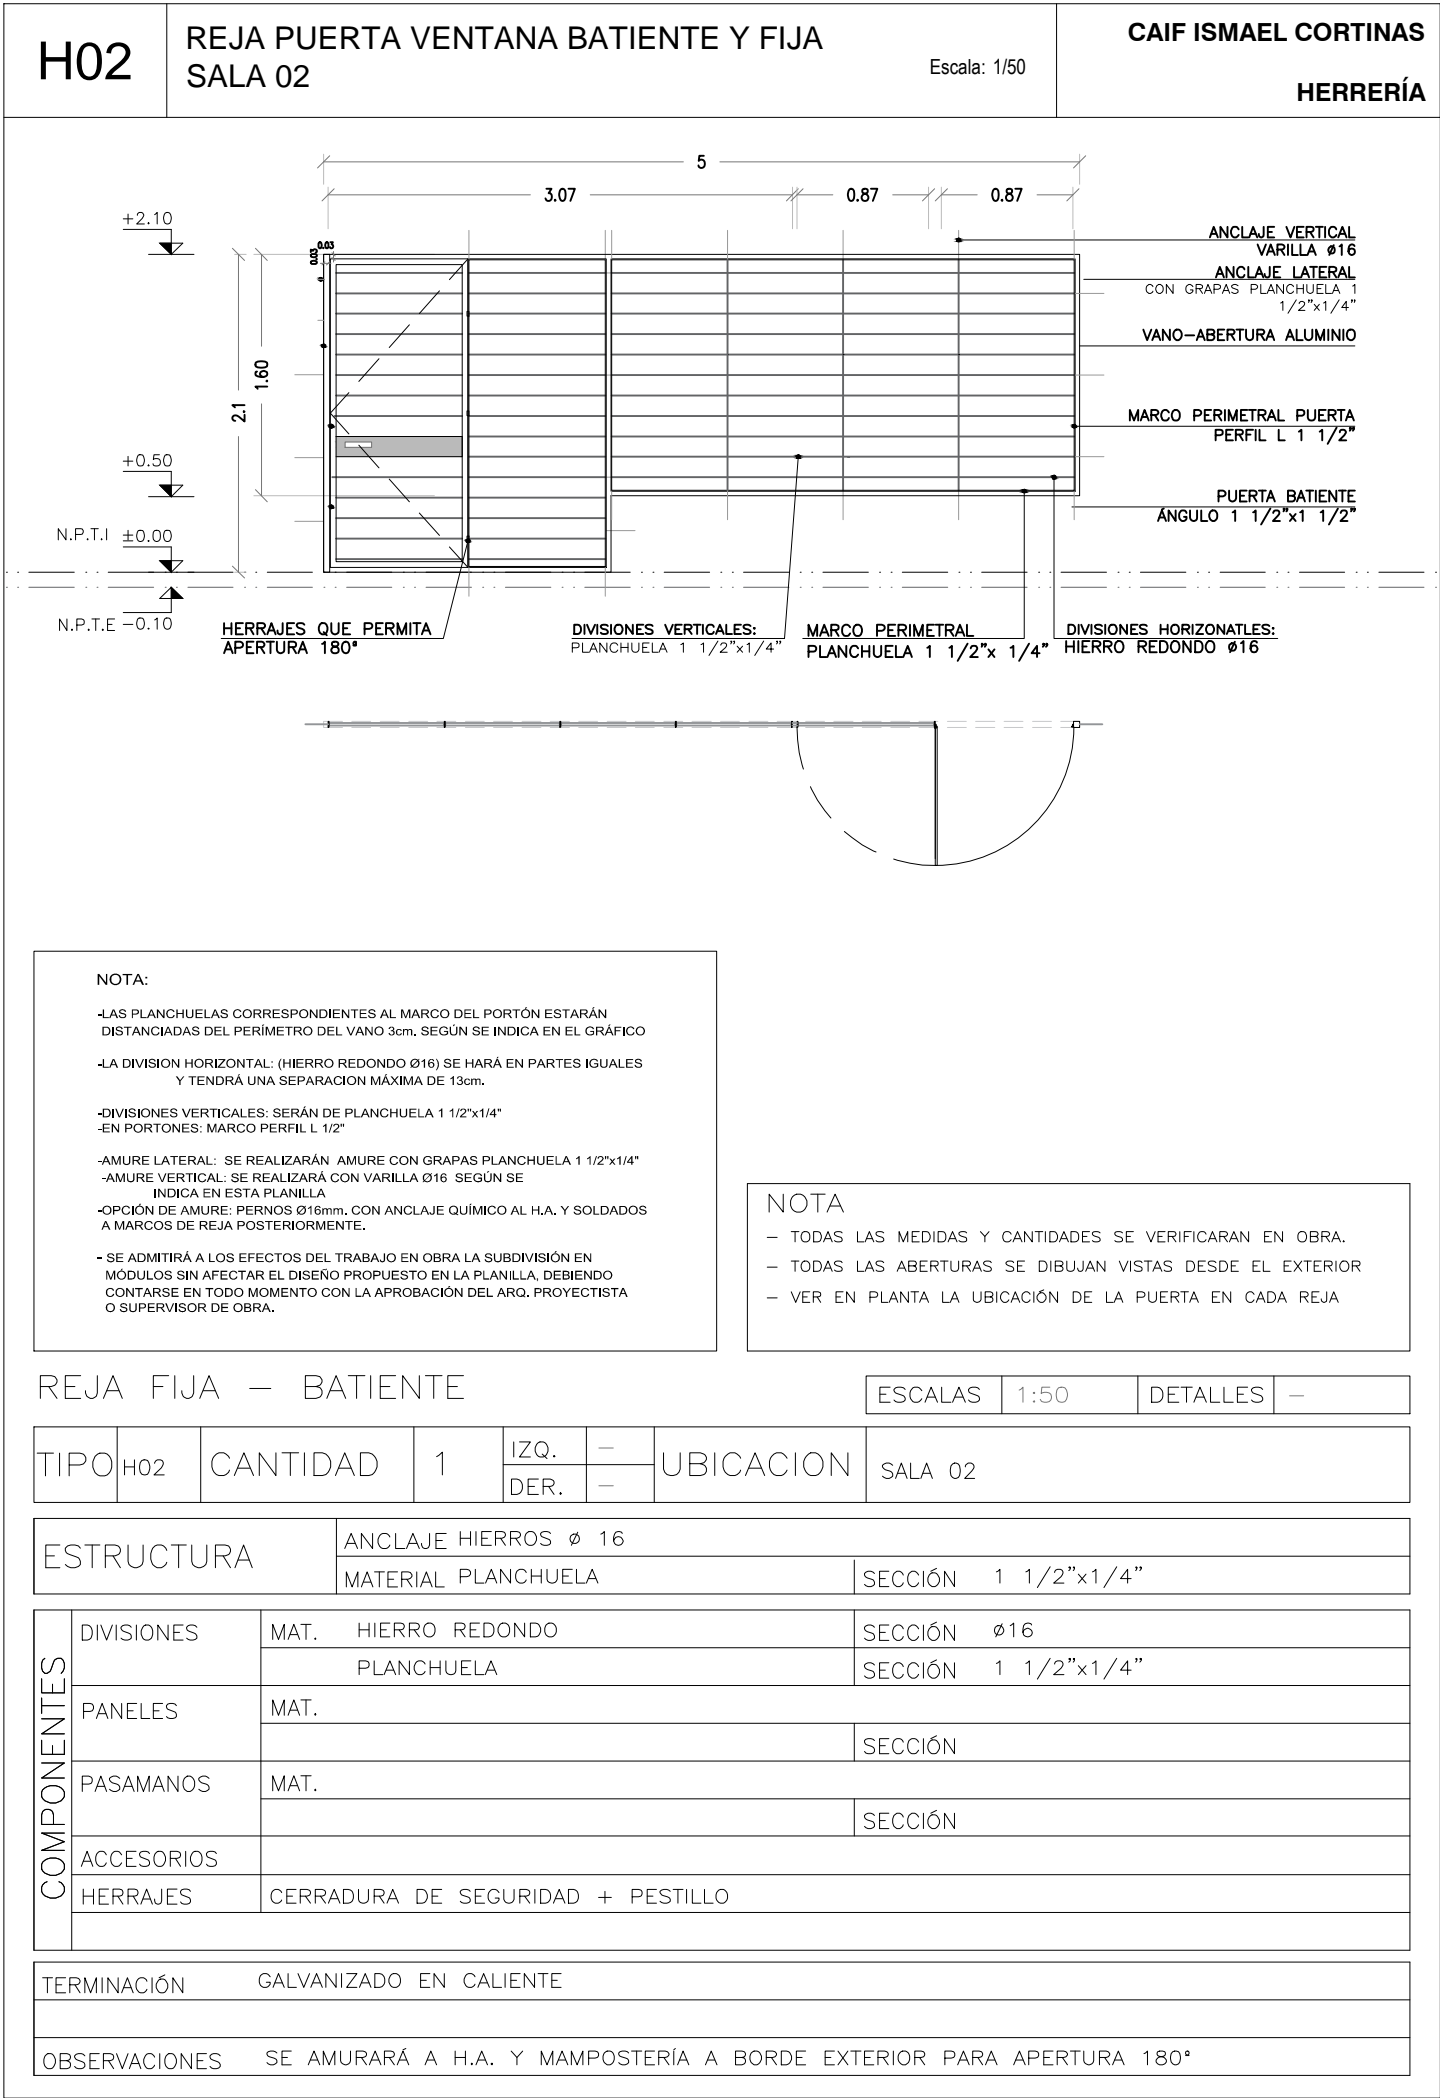 H02
REJA PUERTA VENTANA BATIENTE Y FIJA
SALA 02
Escala: 1/50
CAIF ISMAEL CORTINAS
HERRERÍA
5
3.07
0.87
0.87
+2.10
0.03
0.03
1.60
2.1
+0.50
N.P.T.I ±0.00
N.P.T.E -0.10
ANCLAJE VERTICAL
VARILLA ø16
ANCLAJE LATERAL
CON GRAPAS PLANCHUELA 1
1/2"x1/4"
VANO-ABERTURA ALUMINIO
MARCO PERIMETRAL PUERTA
PERFIL L 1 1/2"
PUERTA BATIENTE
ÁNGULO 1 1/2"x1 1/2"
HERRAJES QUE PERMITA
APERTURA 180°
DIVISIONES VERTICALES:
PLANCHUELA 1 1/2"x1/4"
MARCO PERIMETRAL
PLANCHUELA 1 1/2"x 1/4"
DIVISIONES HORIZONATLES:
HIERRO REDONDO ø16
NOTA:
-LAS PLANCHUELAS CORRESPONDIENTES AL MARCO DEL PORTÓN ESTARÁN
DISTANCIADAS DEL PERÍMETRO DEL VANO 3cm. SEGÚN SE INDICA EN EL GRÁFICO
-LA DIVISION HORIZONTAL: (HIERRO REDONDO Ø16) SE HARÁ EN PARTES IGUALES
Y TENDRÁ UNA SEPARACION MÁXIMA DE 13cm.
-DIVISIONES VERTICALES: SERÁN DE PLANCHUELA 1 1/2"x1/4"
-EN PORTONES: MARCO PERFIL L 1/2"
-AMURE LATERAL: SE REALIZARÁN AMURE CON GRAPAS PLANCHUELA 1 1/2"x1/4"
-AMURE VERTICAL: SE REALIZARÁ CON VARILLA Ø16 SEGÚN SE
INDICA EN ESTA PLANILLA
-OPCIÓN DE AMURE: PERNOS Ø16mm. CON ANCLAJE QUÍMICO AL H.A. Y SOLDADOS
A MARCOS DE REJA POSTERIORMENTE.
- SE ADMITIRÁ A LOS EFECTOS DEL TRABAJO EN OBRA LA SUBDIVISIÓN EN
MÓDULOS SIN AFECTAR EL DISEÑO PROPUESTO EN LA PLANILLA, DEBIENDO
CONTARSE EN TODO MOMENTO CON LA APROBACIÓN DEL ARQ. PROYECTISTA
O SUPERVISOR DE OBRA.
NOTA
- TODAS LAS MEDIDAS Y CANTIDADES SE VERIFICARAN EN OBRA.
- TODAS LAS ABERTURAS SE DIBUJAN VISTAS DESDE EL EXTERIOR
- VER EN PLANTA LA UBICACIÓN DE LA PUERTA EN CADA REJA
REJA FIJA - BATIENTE
ESCALAS 1:50 DETALLES -
TIPO H02 CANTIDAD 1
IZQ. -
DER. -
UBICACION SALA 02
ESTRUCTURA
ANCLAJE HIERROS ø 16
MATERIAL PLANCHUELA SECCIÓN 1 1/2"x1/4"
COMPONENTES
DIVISIONES MAT. HIERRO REDONDO SECCIÓN ø16
PLANCHUELA SECCIÓN 1 1/2"x1/4"
PANELES MAT.
SECCIÓN
PASAMANOS MAT.
SECCIÓN
ACCESORIOS
HERRAJES CERRADURA DE SEGURIDAD + PESTILLO
TERMINACIÓN GALVANIZADO EN CALIENTE
OBSERVACIONES SE AMURARÁ A H.A. Y MAMPOSTERÍA A BORDE EXTERIOR PARA APERTURA 180°